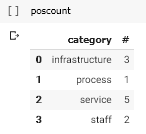 [ ] poscount
category #
0 infrastructure 3
1 process 1
2 service 5
3 staff 2